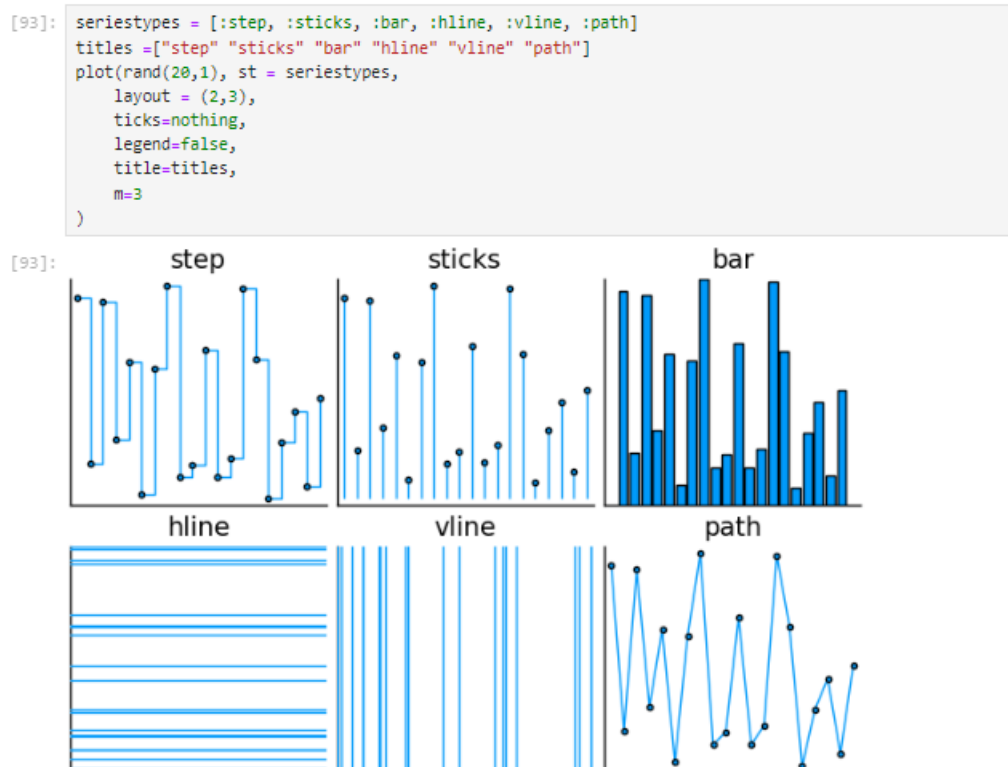 [93]: seriestypes = [:step, :sticks, :bar, :hline, :vline, :path]
titles =["step" "sticks" "bar" "hline" "vline" "path"]
plot(rand(20,1), st = seriestypes,
layout = (2,3),
ticks=nothing,
legend=false,
title=titles,
m=3
)
[93]:
step sticks bar
hline vline path